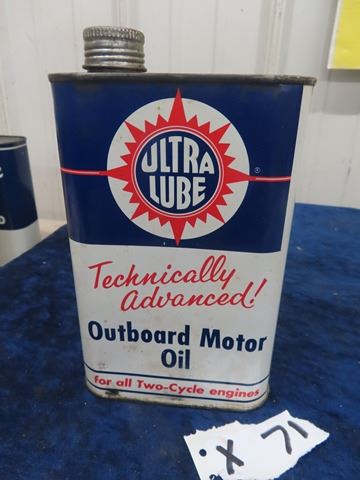 ULTRA
LUBE
®
Technically
advanced!
Outboard Motor
Oil
for all Two-Cycle engines
X 71